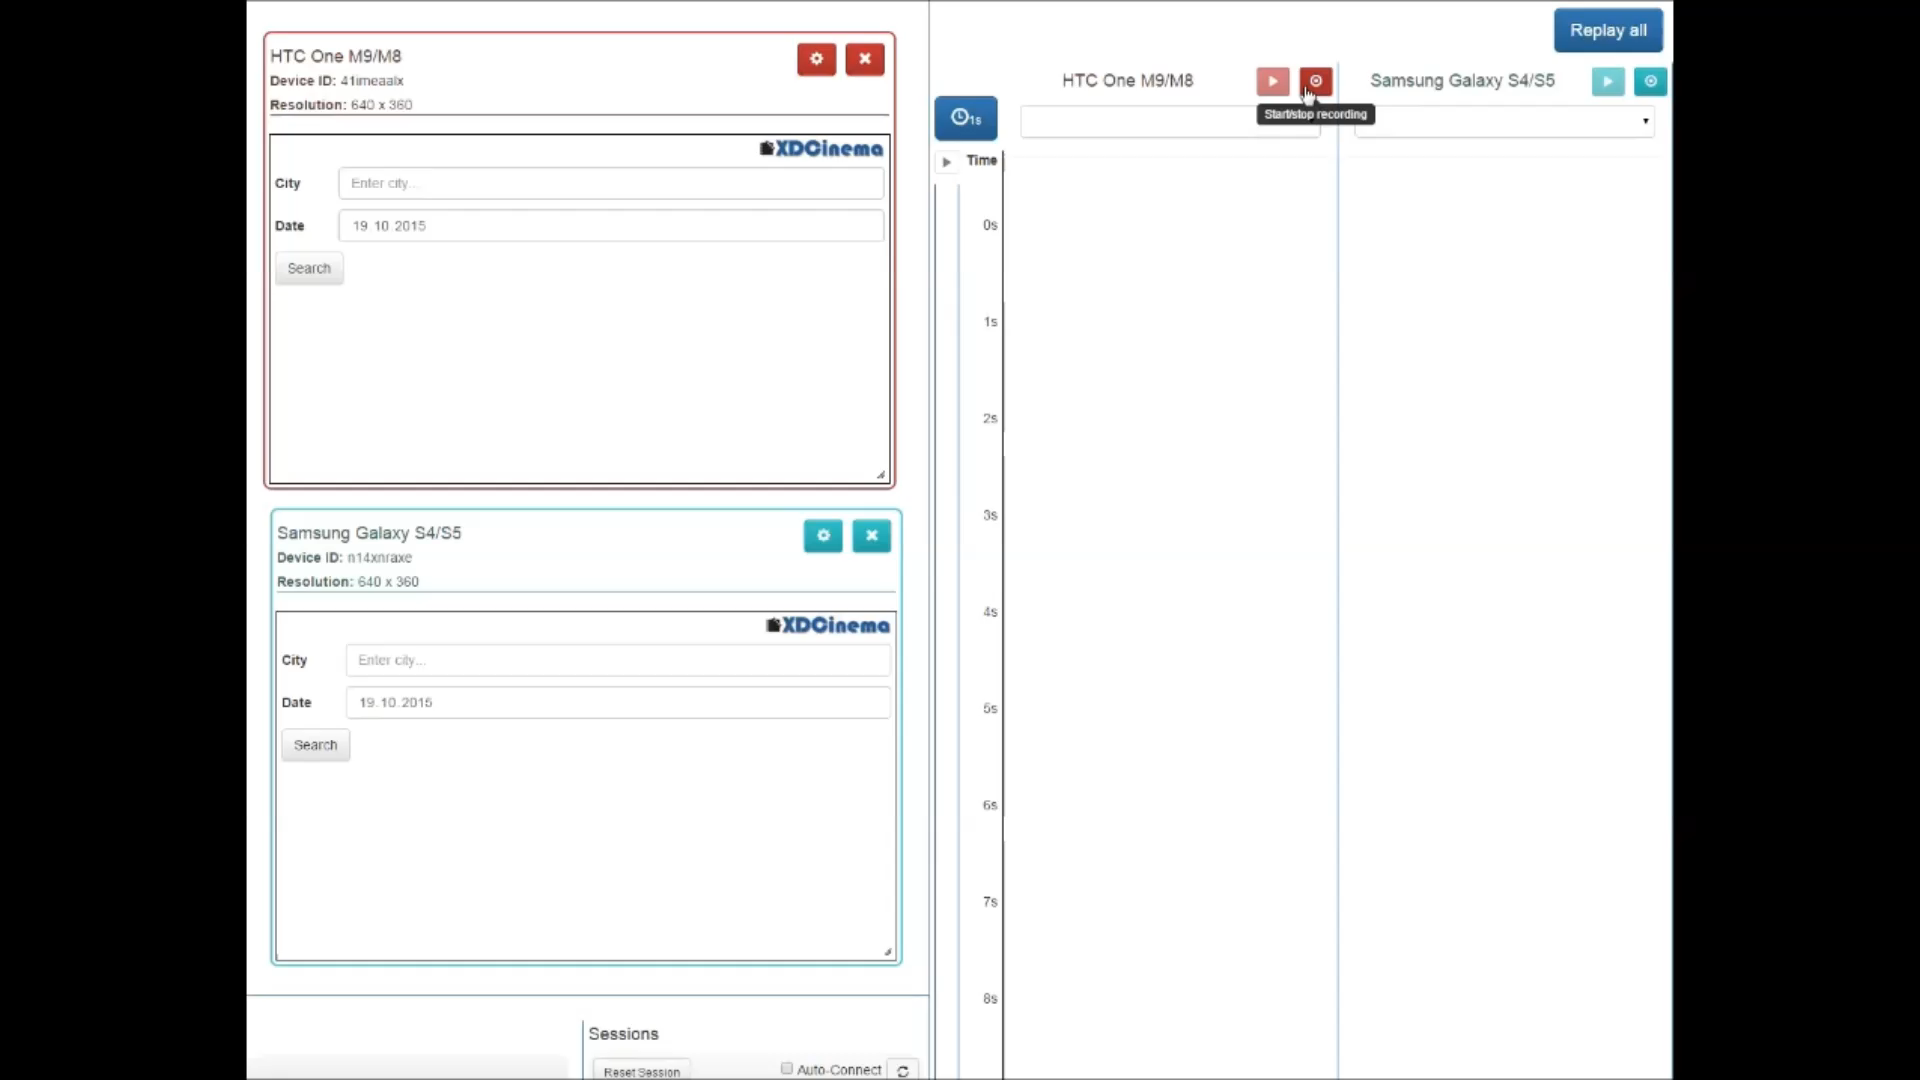 HTC One M9/M8
Device ID: 41imeaalx
Resolution: 640 x 360
XDCinema
City
Enter city...
Date
19 10 2015
Search
Samsung Galaxy S4/S5
Device ID: n14xnraxe
Resolution: 640 x 360
XDCinema
City
Enter city...
Date
19.10.2015
Search
Sessions
Reset Session
Auto-Connect
Replay all
HTC One M9/M8
Samsung Galaxy S4/S5
Start/stop recording
1s
Time
0s
1s
2s
3s
4s
5s
6s
7s
8s